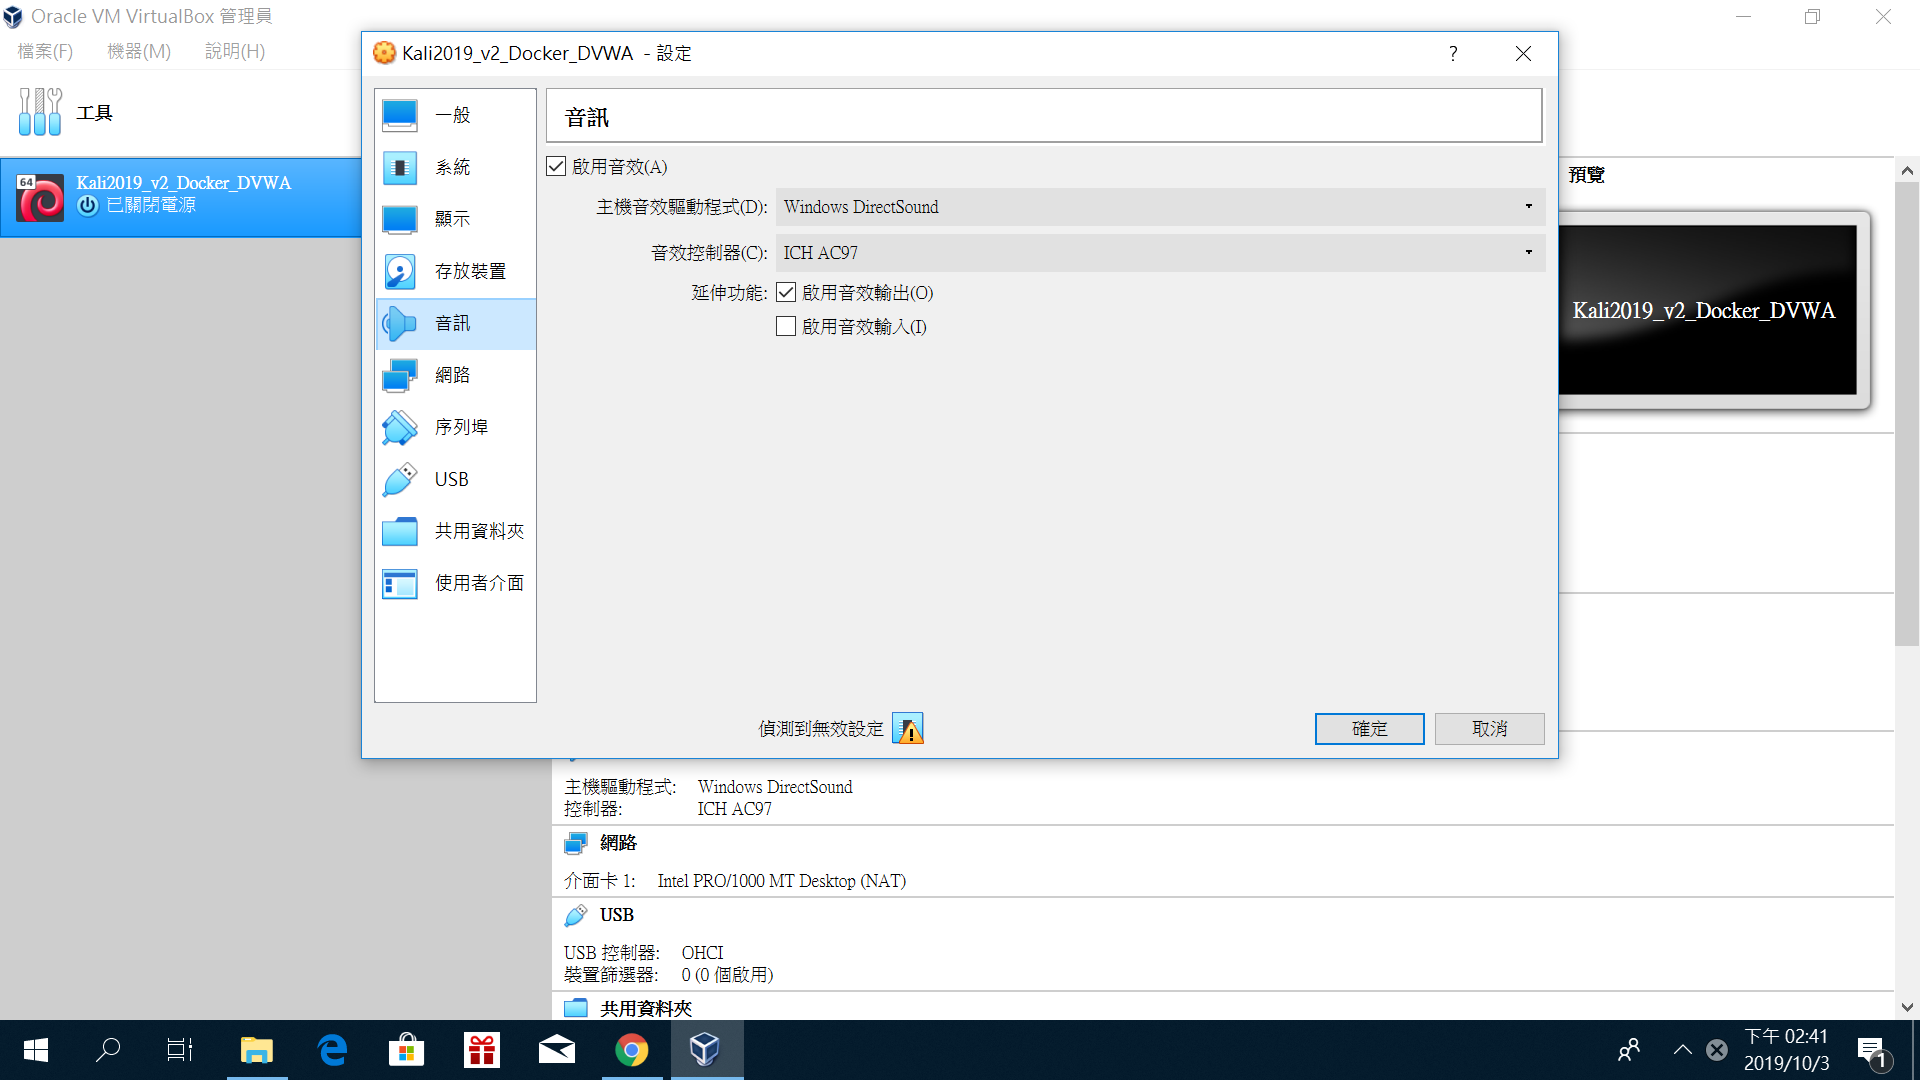 Oracle VM VirtualBox 管理員
檔案(F) 機器(M) 說明(H)
工具
64
Kali2019_v2_Docker_DVWA
已關閉電源
Kali2019_v2_Docker_DVWA - 設定
?
一般
系統
顯示
存放裝置
音訊
網路
序列埠
USB
共用資料夾
使用者介面
音訊
啟用音效(A)
主機音效驅動程式(D): Windows DirectSound
音效控制器(C): ICH AC97
延伸功能: 啟用音效輸出(O)
啟用音效輸入(I)
偵測到無效設定
確定 取消
預覽
Kali2019_v2_Docker_DVWA
主機驅動程式: Windows DirectSound
控制器: ICH AC97
網路
介面卡 1: Intel PRO/1000 MT Desktop (NAT)
USB
USB 控制器: OHCI
裝置篩選器: 0 (0 個啟用)
共用資料夾
下午 02:41
2019/10/3
1